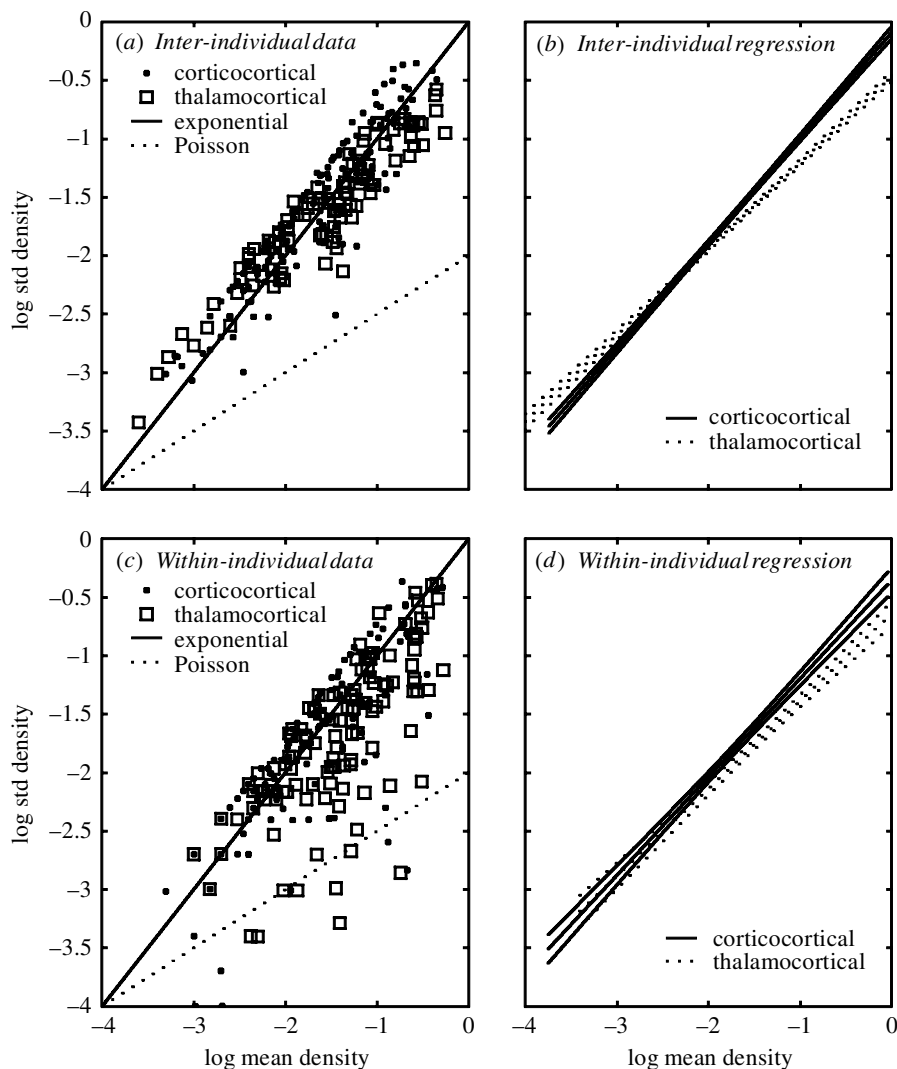 0
–0.5
–1.0
–1.5
–2
–2.5
–3
–3.5
–4
log std density
(a) Inter-individual data
corticocortical
thalamocortical
exponential
Poisson
(b) Inter-individual regression
corticocortical
thalamocortical
0
–0.5
–1
–1.5
–2
–2.5
–3
–3.5
–4
log std density
(c) Within-individual data
corticocortical
thalamocortical
exponential
Poisson
–4 –3 –2 –1 0
log mean density
(d) Within-individual regression
corticocortical
thalamocortical
–4 –3 –2 –1 0
log mean density